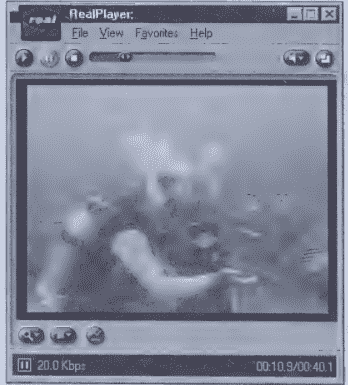 real
RealPlayer:
File View Favorites Help
20.0 Kbps
00:10.9/00:40.1